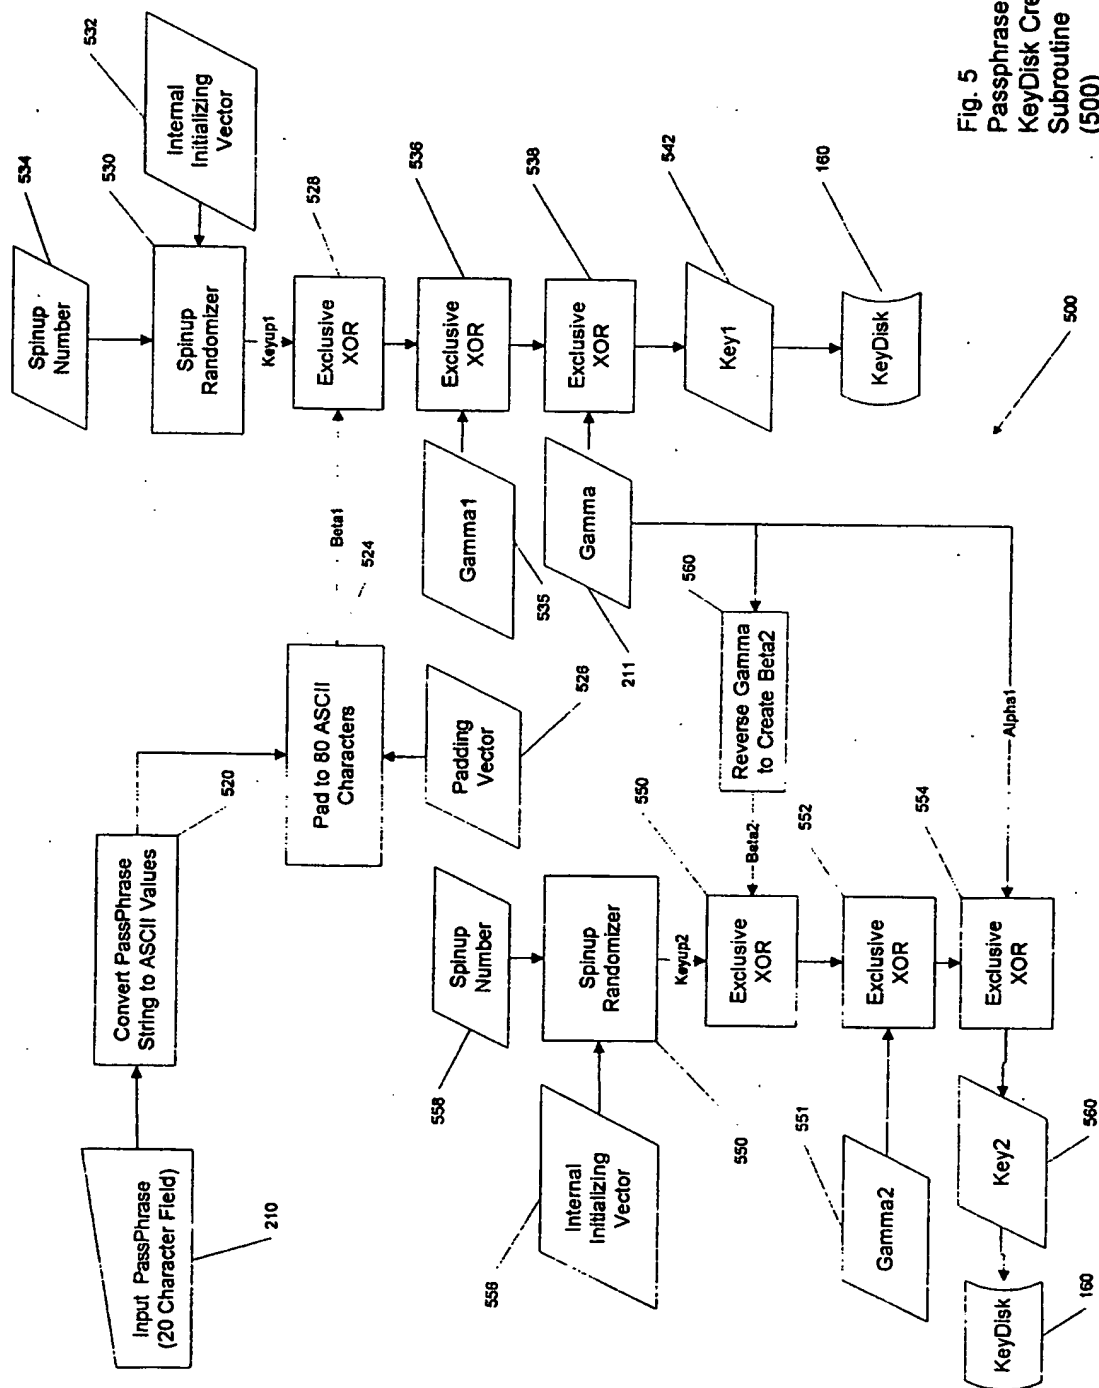 532
534
Internal
Initializing
Vector
530
Spinup
Number
Spinup
Randomizer
Keyup1
528
Exclusive
XOR
536
Exclusive
XOR
538
Exclusive
XOR
542
Key1
160
KeyDisk
500
Beta1
524
Gamma1
535
Gamma
211
Input PassPhrase
(20 Character Field)
210
Convert PassPhrase
String to ASCII Values
520
Pad to 80 ASCII
Characters
Padding
Vector
526
560
Reverse Gamma
to Create Beta2
Beta2
Alpha1
Spinup
Number
558
Spinup
Randomizer
550
Internal
Initializing
Vector
556
Keyup2
550
Exclusive
XOR
552
Exclusive
XOR
554
Exclusive
XOR
551
Gamma2
Key2
560
KeyDisk
160
Fig. 5
Passphrase
KeyDisk Cre
Subroutine
(500)